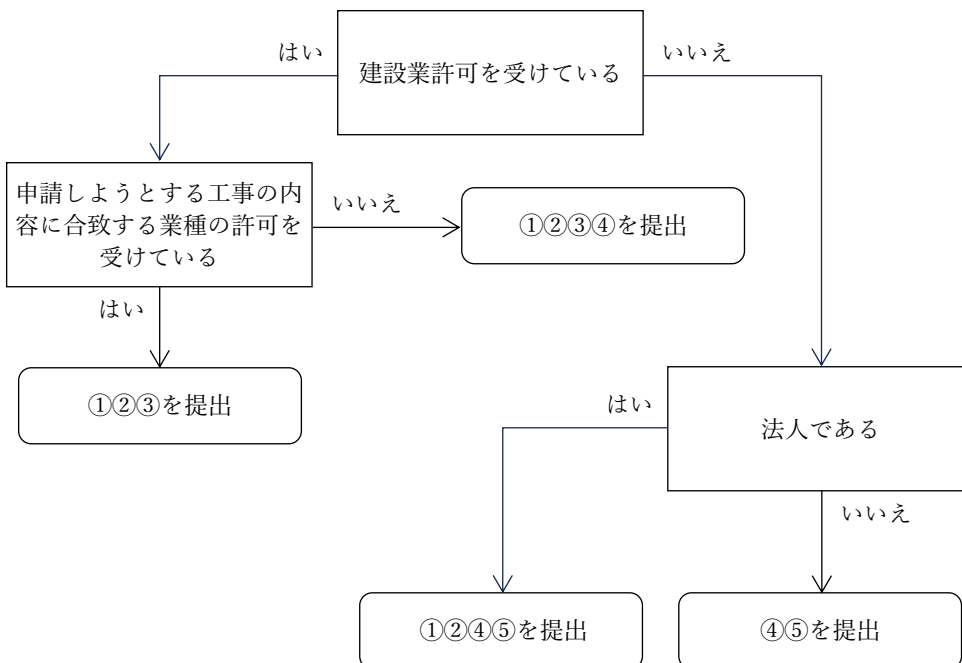 はい
建設業許可を受けている
いいえ
申請しようとする工事の内
容に合致する業種の許可を
受けている
いいえ
①②③④を提出
はい
①②③を提出
はい
法人である
いいえ
①②④⑤を提出
④⑤を提出